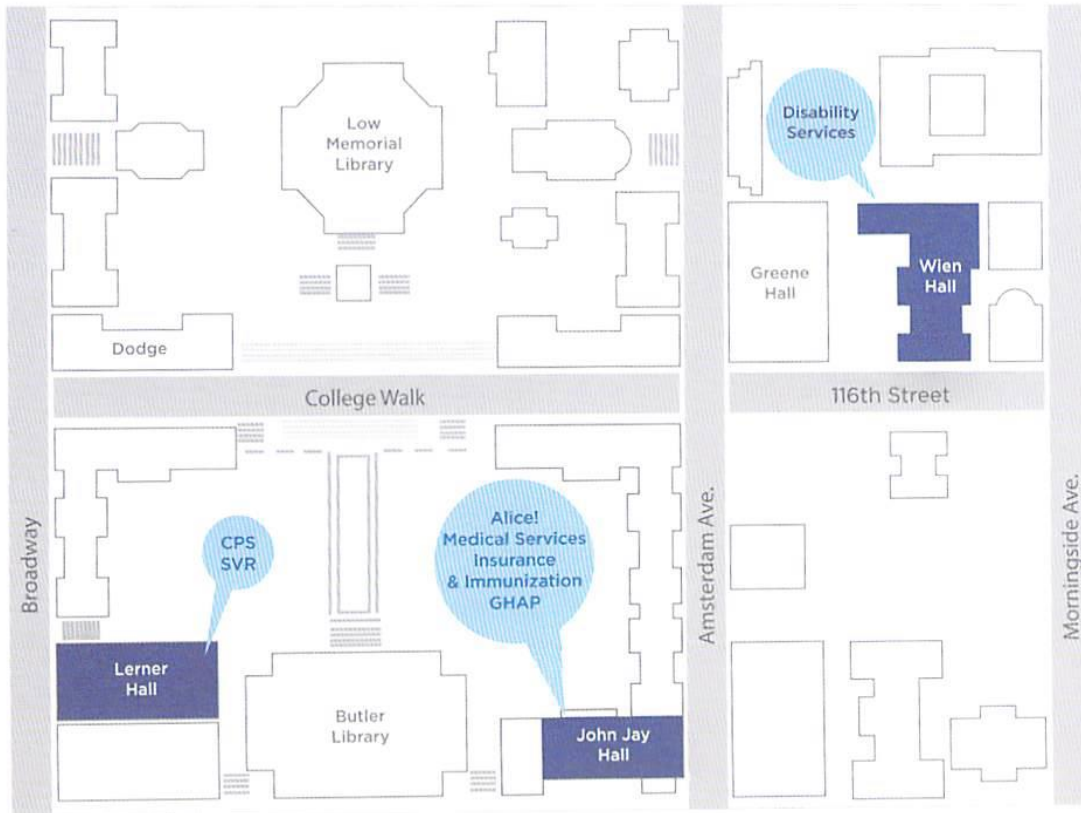 Low
Memorial
Library
Disability
Services
Greene
Hall
Wien
Hall
Dodge
College Walk
116th Street
Broadway
Amsterdam Ave.
Morningside Ave.
CPS
SVR
Alice!
Medical Services
Insurance
& Immunization
GHAP
Lerner
Hall
Butler
Library
John Jay
Hall